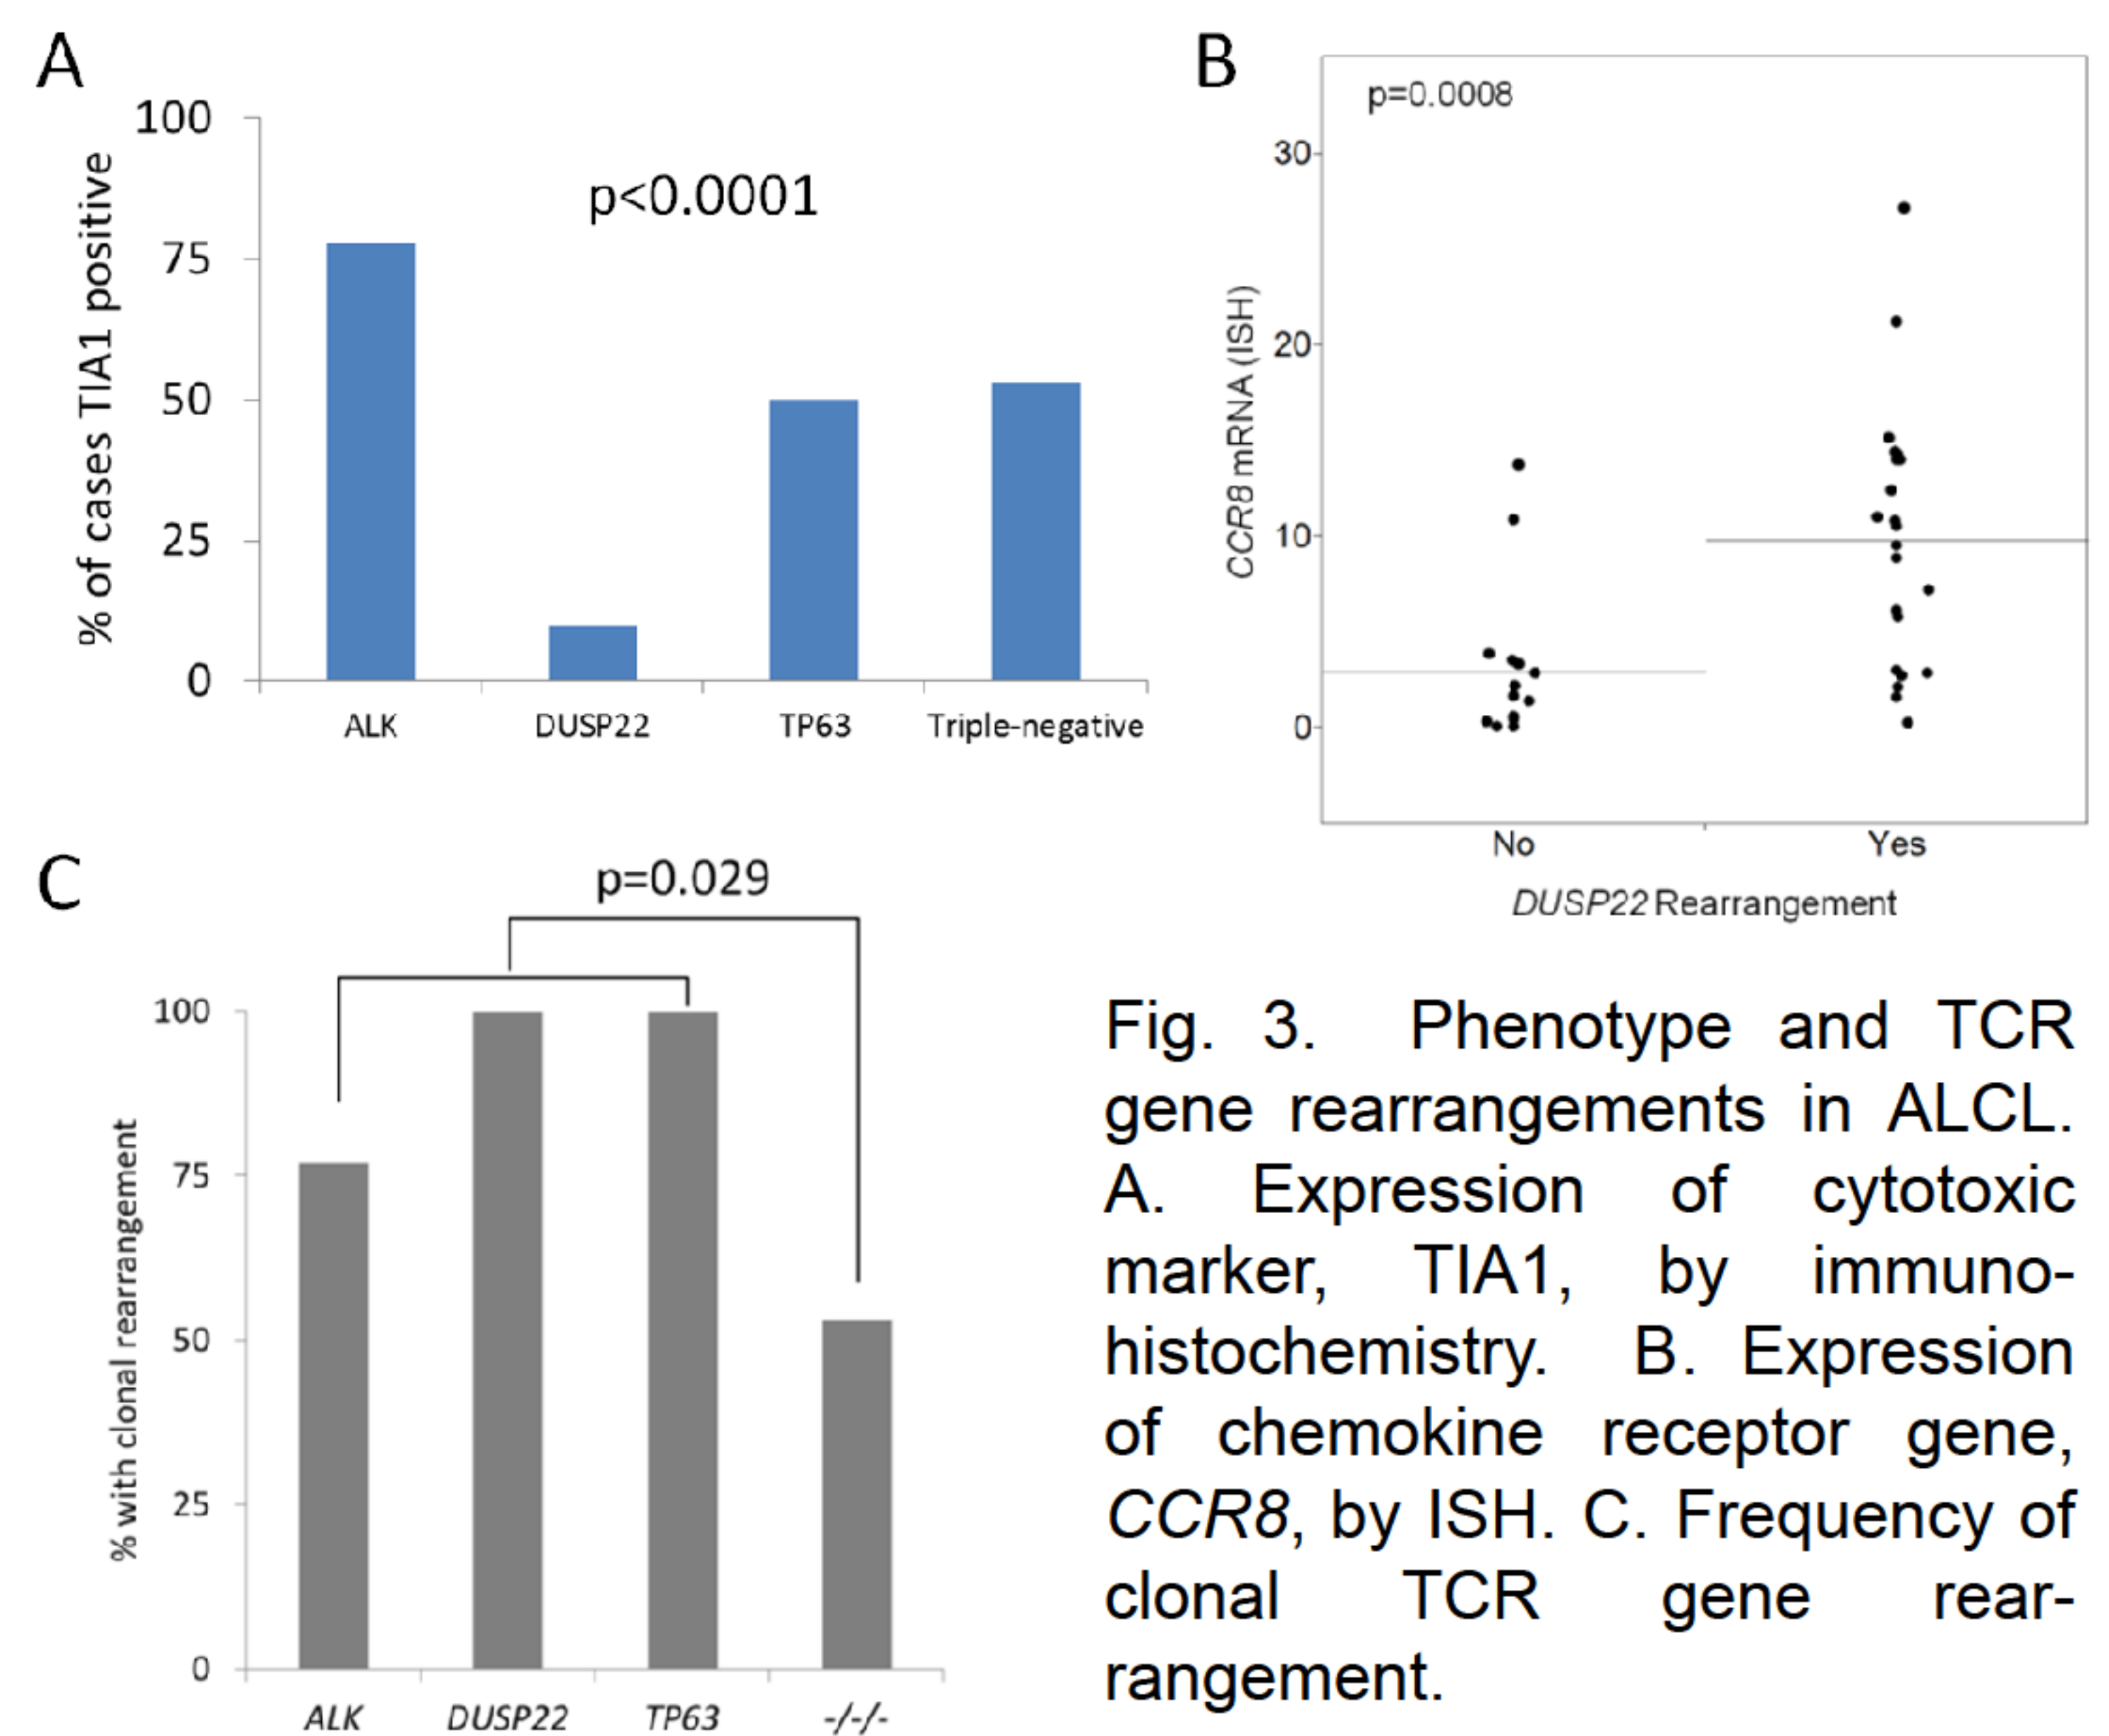 A
100
75
50
25
0
% of cases TIA1 positive
p<0.0001
ALK DUSP22 TP63 Triple-negative
B
p=0.0008
30
20
10
0
CCR8 mRNA (ISH)
No Yes
DUSP22 Rearrangement
C
p=0.029
100
75
50
25
0
% with clonal rearrangement
ALK DUSP22 TP63 -/-/-
Fig. 3. Phenotype and TCR
gene rearrangements in ALCL.
A. Expression of cytotoxic
marker, TIA1, by immuno-
histochemistry. B. Expression
of chemokine receptor gene,
CCR8, by ISH. C. Frequency of
clonal TCR gene rear-
rangement.